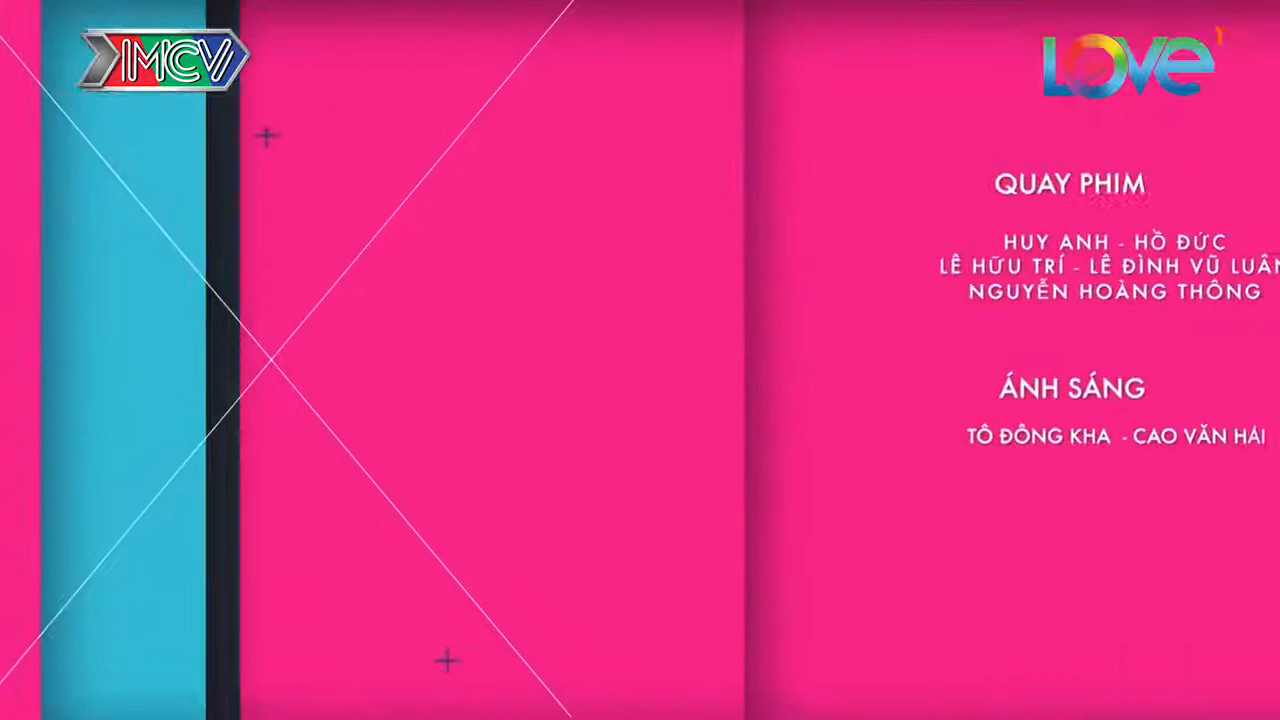 MCV
LOVE
QUAY PHIM
HUY ANH - HỒ ĐỨC
LÊ HỮU TRÍ - LÊ ĐÌNH VŨ LUÂN
NGUYỄN HOÀNG THÔNG
ÁNH SÁNG
TÔ ĐÔNG KHA - CAO VĂN HẢI